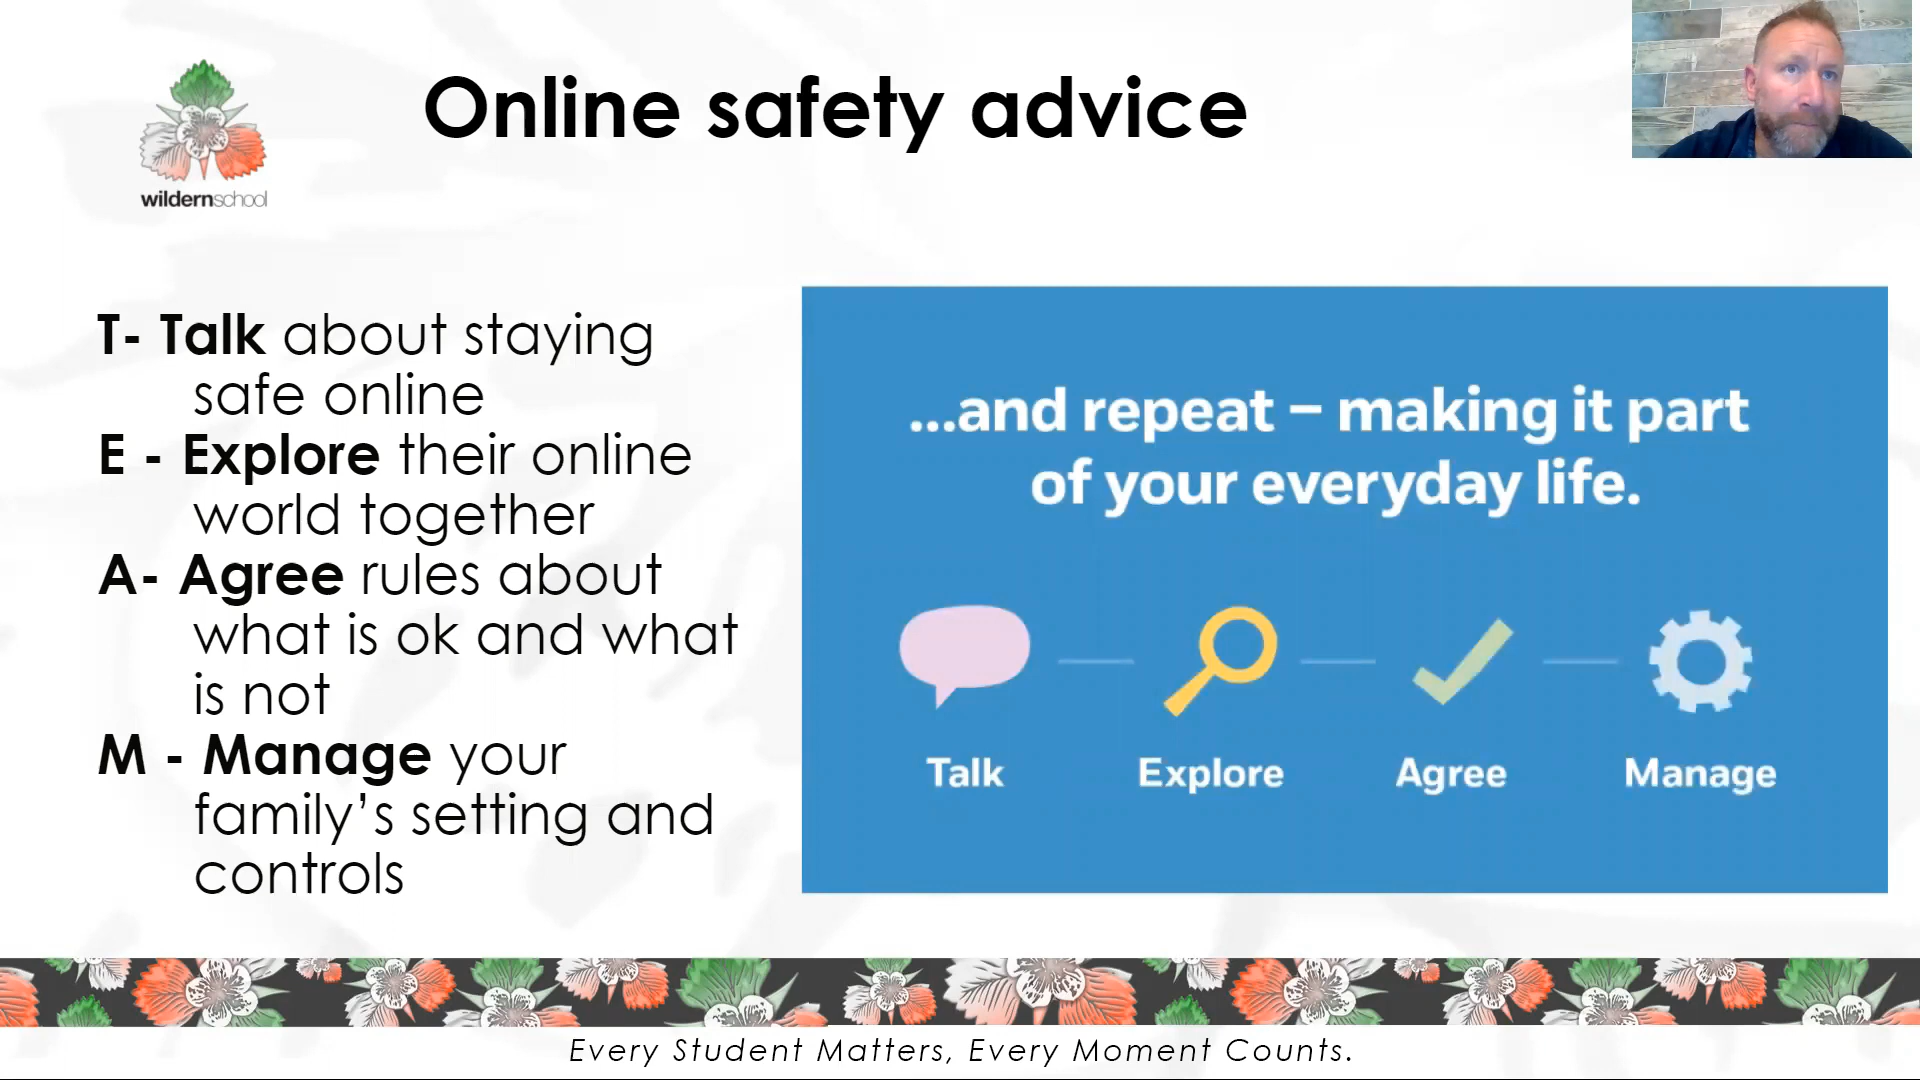 Online safety advice
wildernschool
T- Talk about staying
safe online
E - Explore their online
world together
A- Agree rules about
what is ok and what
is not
M - Manage your
family’s setting and
controls
...and repeat – making it part
of your everyday life.
Talk
Explore
Agree
Manage
Every Student Matters, Every Moment Counts.